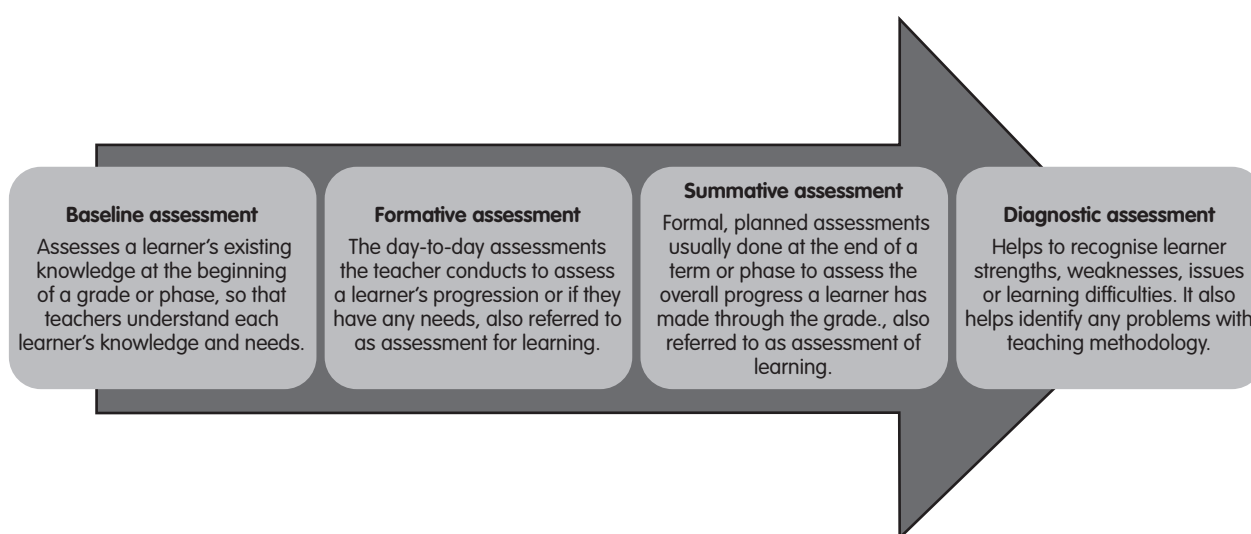 Baseline assessment
Assesses a learner's existing
knowledge at the beginning
of a grade or phase, so that
teachers understand each
learner's knowledge and needs.
Formative assessment
The day-to-day assessments
the teacher conducts to assess
a learner's progression or if they
have any needs, also referred to
as assessment for learning.
Summative assessment
Formal, planned assessments
usually done at the end of a
term or phase to assess the
overall progress a learner has
made through the grade., also
referred to as assessment of
learning.
Diagnostic assessment
Helps to recognise learner
strengths, weaknesses, issues
or learning difficulties. It also
helps identify any problems with
teaching methodology.